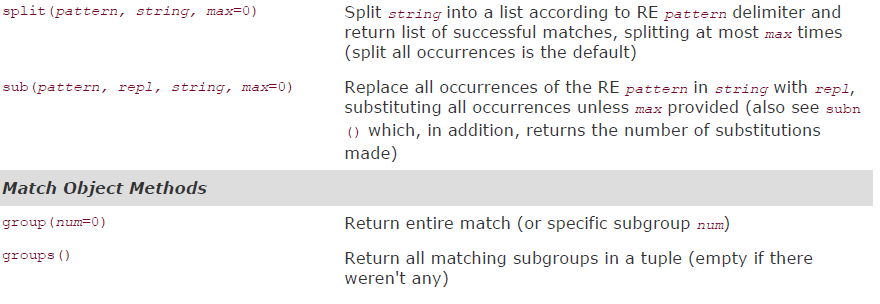 split(pattern, string, max=0) Split string into a list according to RE pattern delimiter and
return list of successful matches, splitting at most max times
(split all occurrences is the default)
sub(pattern, repl, string, max=0) Replace all occurrences of the RE pattern in string with repl,
substituting all occurrences unless max provided (also see subn
() which, in addition, returns the number of substitutions
made)
Match Object Methods
group(num=0) Return entire match (or specific subgroup num)
groups() Return all matching subgroups in a tuple (empty if there
weren't any)